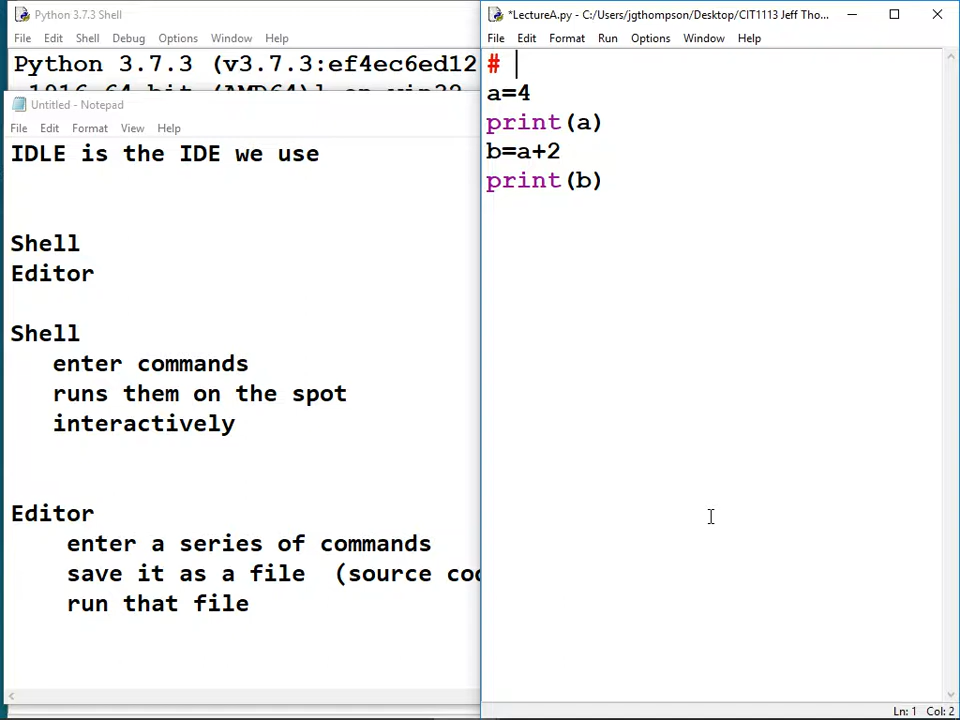 Python 3.7.3 Shell
File Edit Shell Debug Options Window Help
Python 3.7.3 (v3.7.3:ef4ec6ed12
Untitled - Notepad
File Edit Format View Help
IDLE is the IDE we use
Shell
Editor
Shell
enter commands
runs them on the spot
interactively
Editor
enter a series of commands
save it as a file (source
run that file
*LectureA.py - C:/Users/jgthompson/Desktop/CIT1113 Jeff Tho...
File Edit Format Run Options Window Help
#
a=4
print(a)
b=a+2
print(b)
Ln: 1 Col: 2